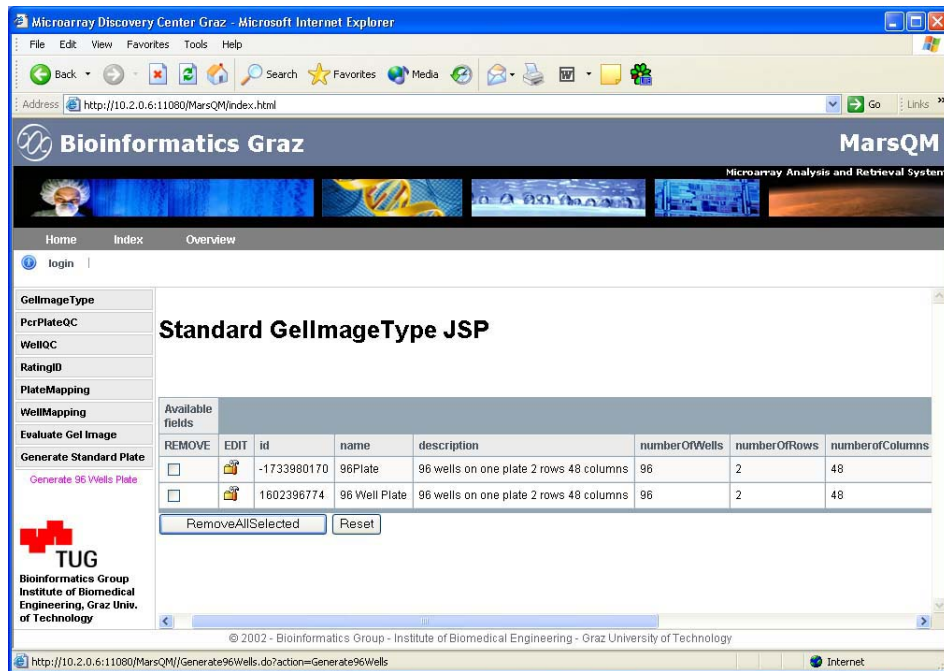 Microarray Discovery Center Graz - Microsoft Internet Explorer
File Edit View Favorites Tools Help
Back Search Favorites Media
Address http://10.2.0.6:11080/MarsQM/index.html Go Links »
Bioinformatics Graz MarsQM
Microarray Analysis and Retrieval System
Home Index Overview
login
GelImageType
PcrPlateQC
WellQC
RatingID
PlateMapping
WellMapping
Evaluate Gel Image
Generate Standard Plate
Generate 96 Wells Plate
TUG
Bioinformatics Group
Institute of Biomedical
Engineering, Graz Univ.
of Technology
Standard GelImageType JSP
Available
fields
REMOVE EDIT id name description numberOfWells numberOfRows numberofColumns
-1733980170 96Plate 96 wells on one plate 2 rows 48 columns 96 2 48
1602396774 96 Well Plate 96 wells on one plate 2 rows 48 columns 96 2 48
RemoveAllSelected Reset
© 2002 - Bioinformatics Group - Institute of Biomedical Engineering - Graz University of Technology
http://10.2.0.6:11080/MarsQM//Generate96Wells.do?action=Generate96Wells Internet